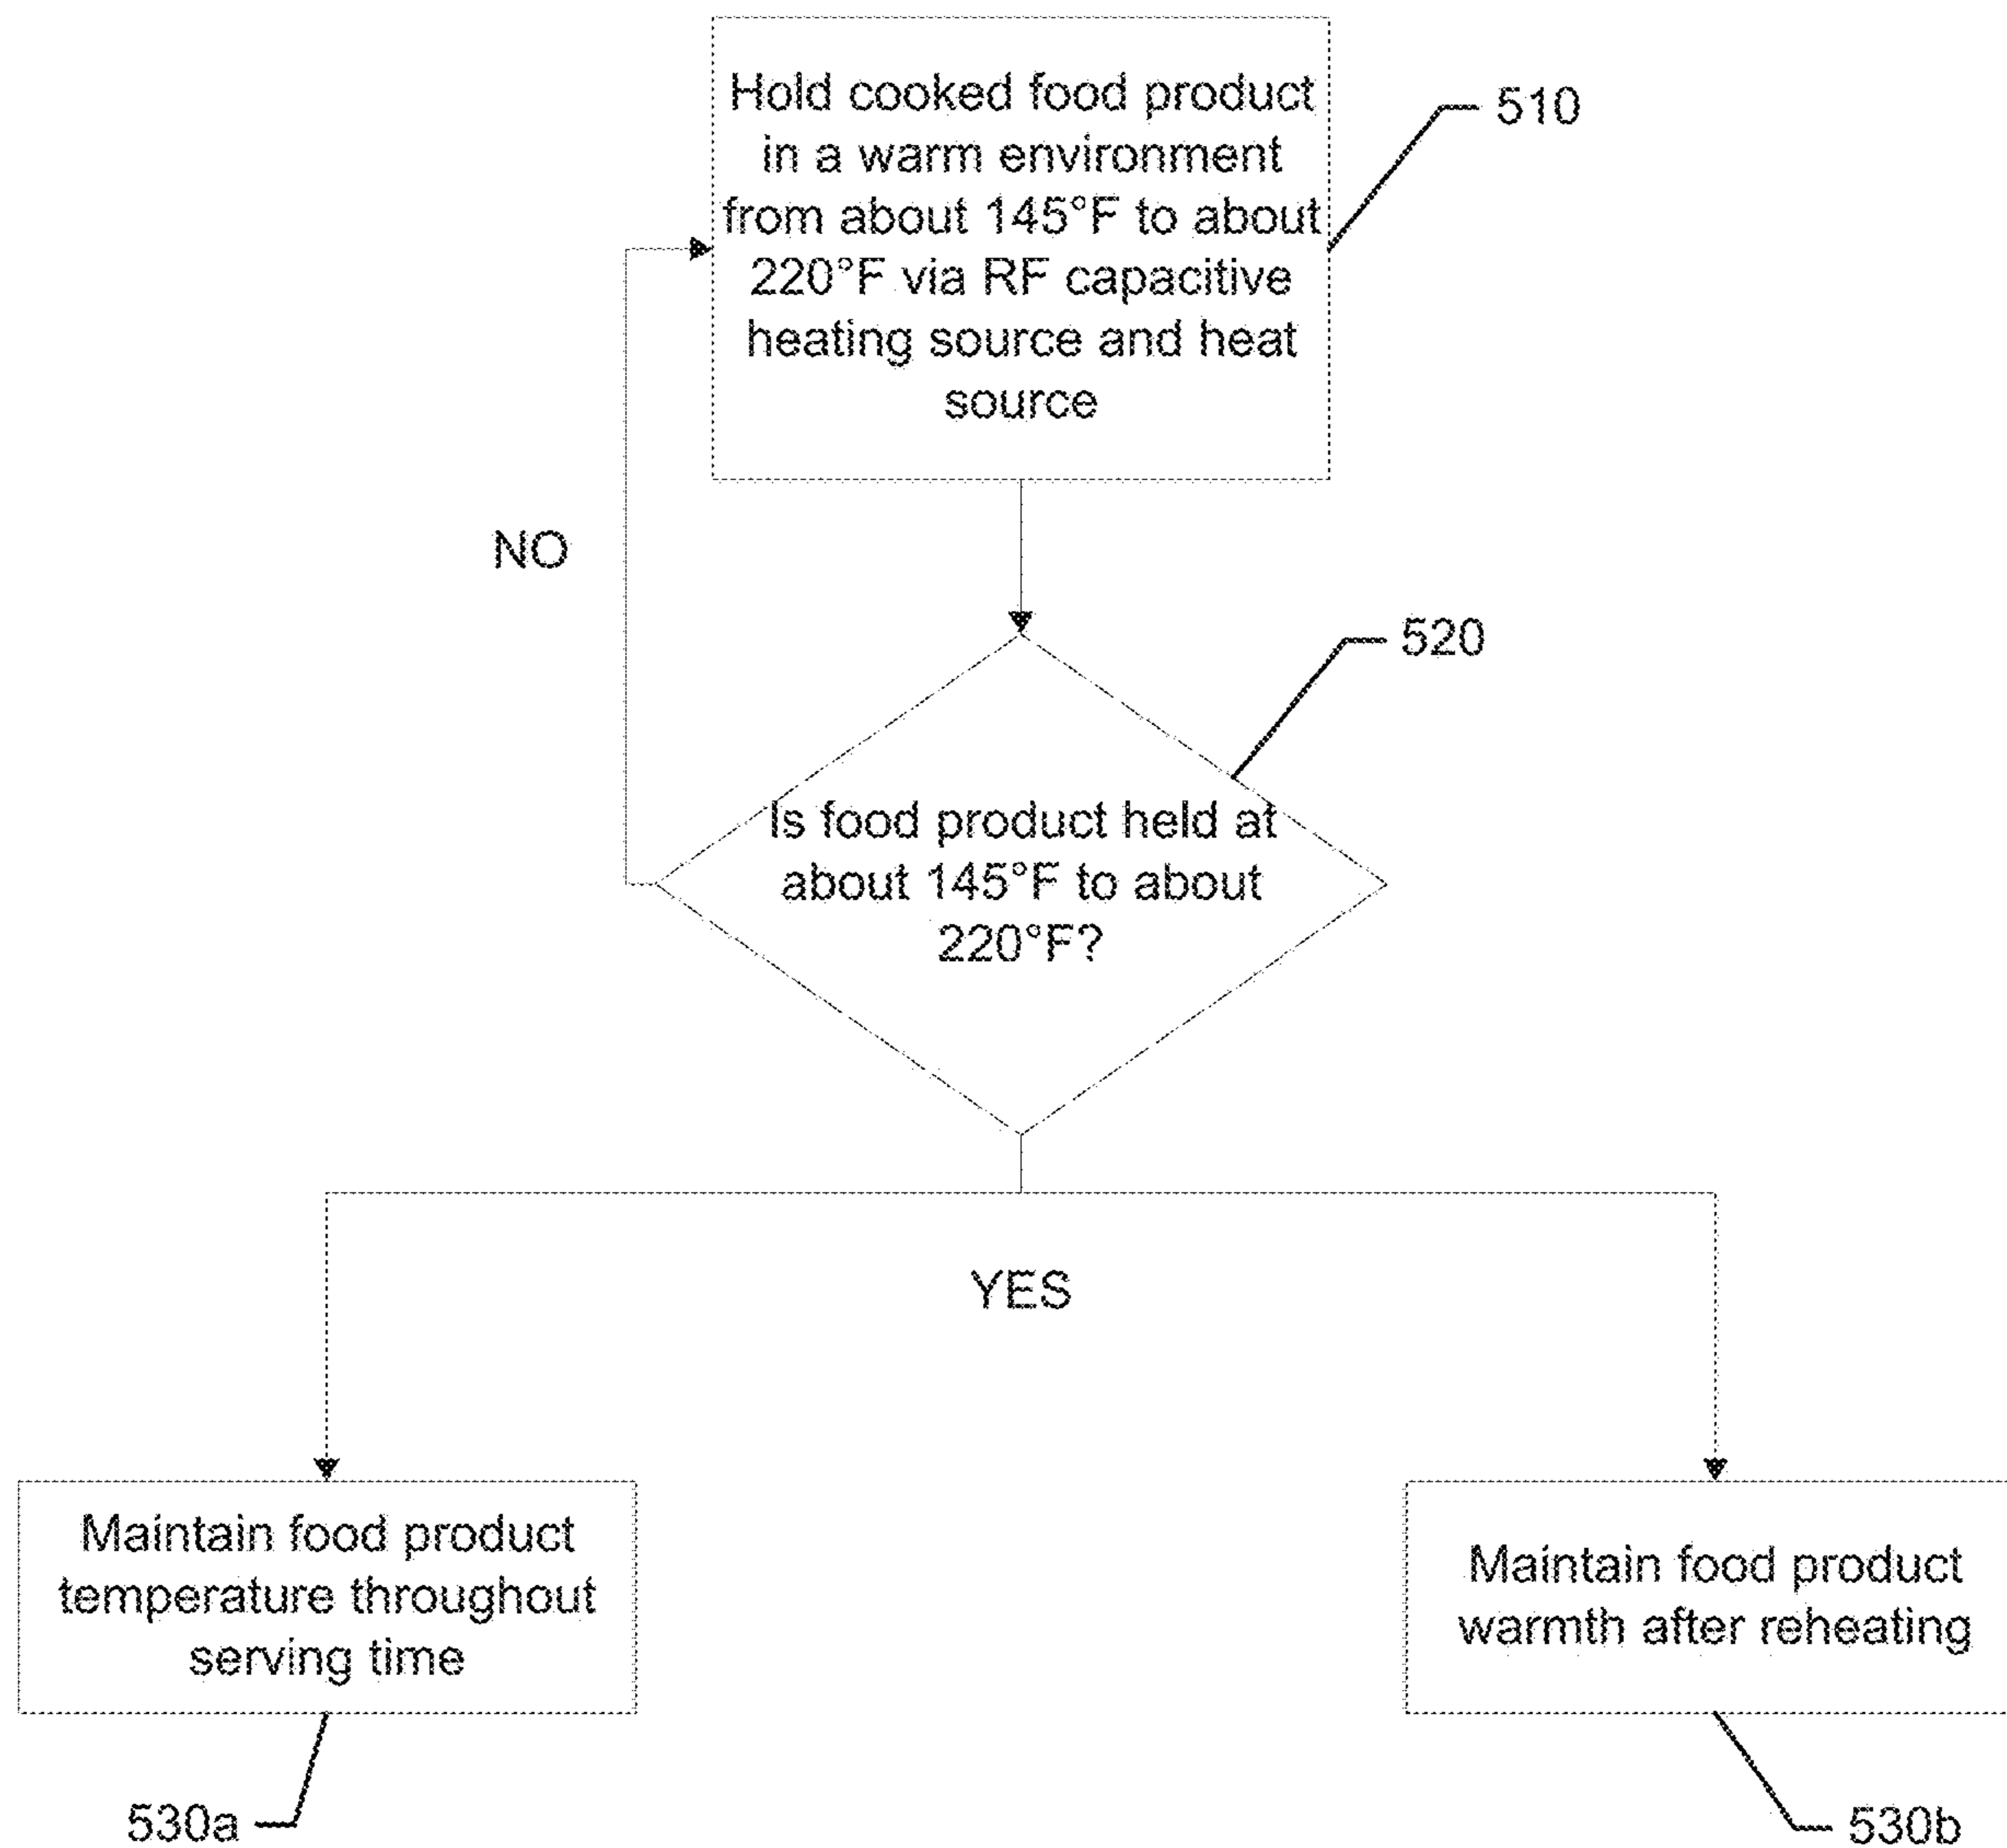 Hold cooked food product
in a warm environment
from about 145°F to about
220°F via RF capacitive
heating source and heat
source
510
NO
520
Is food product held at
about 145°F to about
220°F?
YES
Maintain food product
temperature throughout
serving time
Maintain food product
warmth after reheating
530a
530b